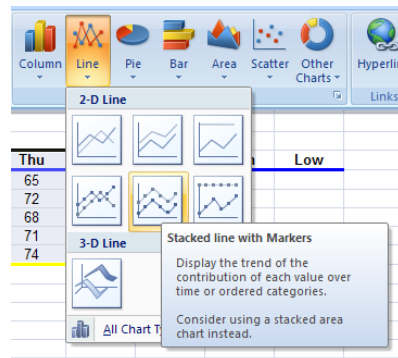 Column Line Pie Bar Area Scatter Other Hyperli
Charts
Links
2-D Line
Thu Low
65
72
68
71
74
3-D Line
Stacked line with Markers
Display the trend of the
contribution of each value over
time or ordered categories.
Consider using a stacked area
chart instead.
All Chart T